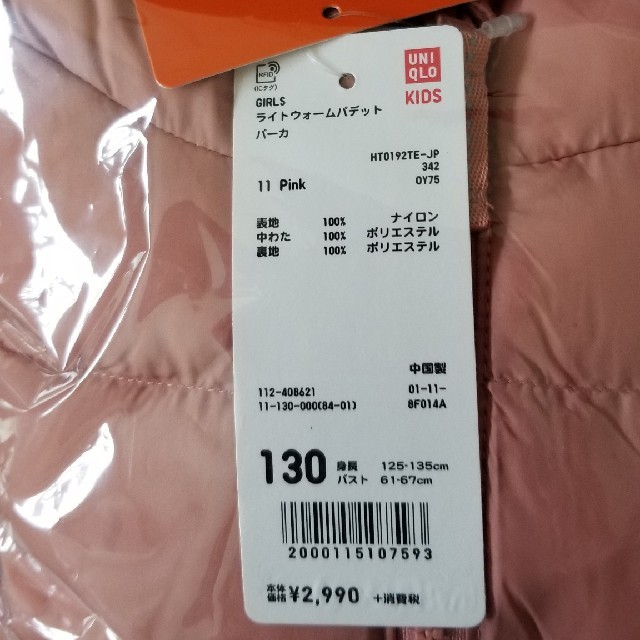 RFID
(ICタグ)
UNI
QLO
KIDS
GIRLS
ライトウォームパデット
パーカ
HT0192TE-JP
342
11 Pink 0Y75
表地 100% ナイロン
中わた 100% ポリエステル
裏地 100% ポリエステル
中国製
112-408621 01-11-
11-130-000(84-01) 8F014A
130 身長 125-135cm
バスト 61-67cm
2000115107593
本体
価格 ¥2,990 +消費税